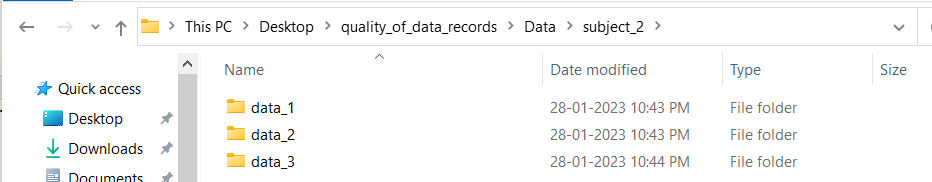 This PC > Desktop > quality_of_data_records > Data > subject_2 >
Name Date modified Type Size
Quick access
Desktop
Downloads
Documents
data_1 28-01-2023 10:43 PM File folder
data_2 28-01-2023 10:43 PM File folder
data_3 28-01-2023 10:44 PM File folder